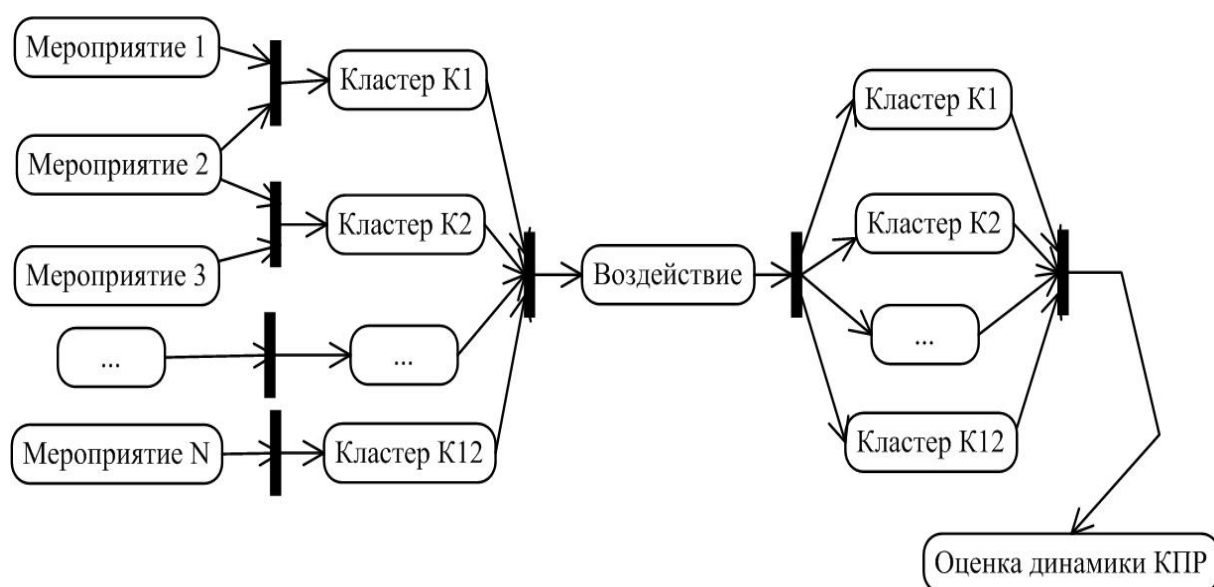 Мероприятие 1
Мероприятие 2
Мероприятие 3
...
Мероприятие N
Кластер К1
Кластер К2
...
Кластер К12
Воздействие
Кластер К1
Кластер К2
...
Кластер К12
Оценка динамики КПР